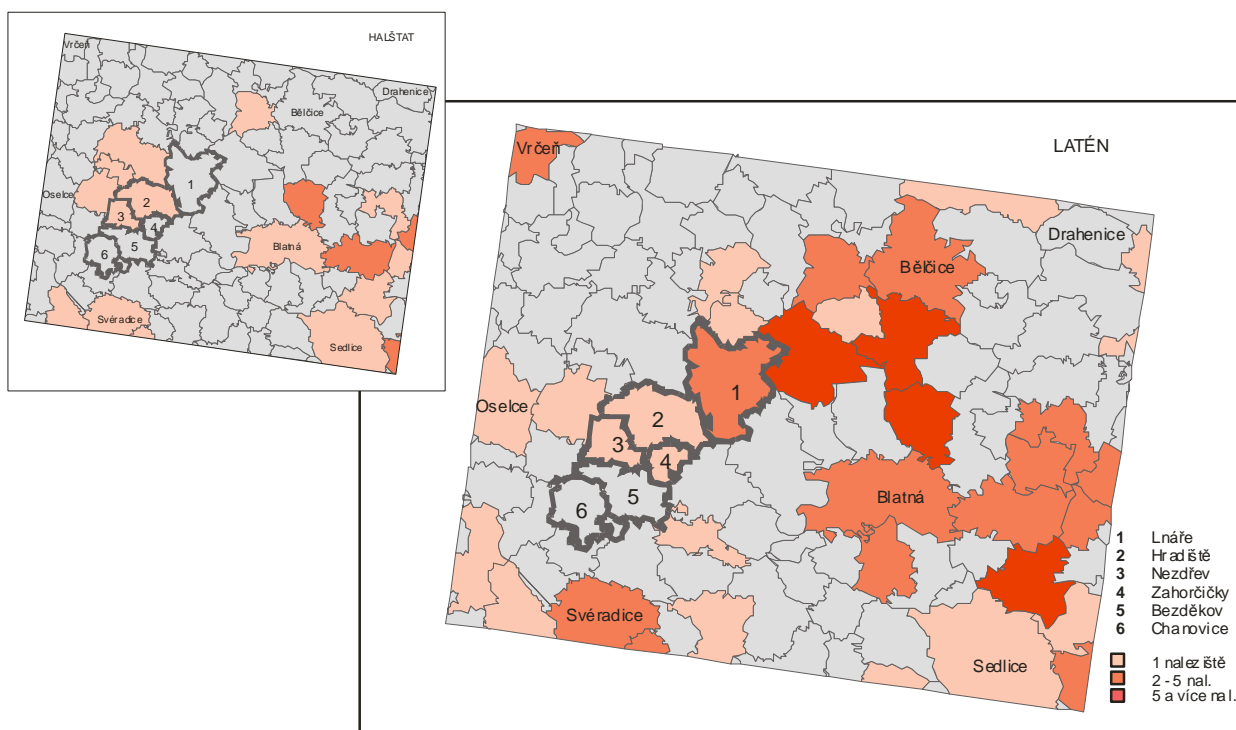 HALŠTAT
Vrčeň
Drahenice
Bělčice
1
Oselce
2
3
4
5
6
Blatná
Svéradice
Sedlice
LATÉN
Vrčeň
Drahenice
Bělčice
1
Oselce
2
3
4
5
6
Blatná
Svéradice
Sedlice
1 Lnáře
2 Hradiště
3 Nezdřev
4 Zahorčičky
5 Bezděkov
6 Chanovice
1 naleziště
2 - 5 nal.
5 a více nal.